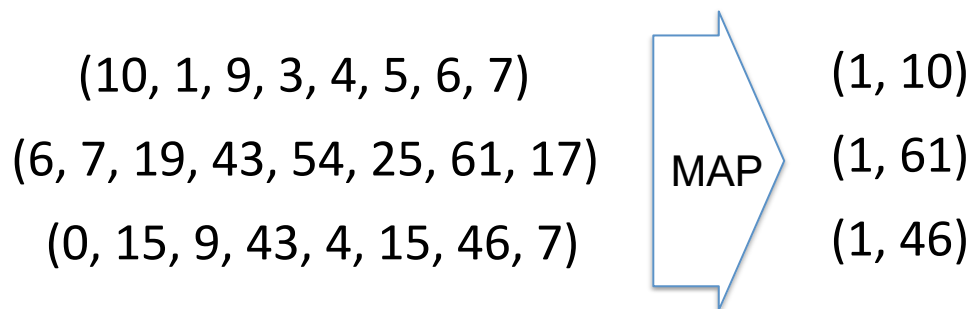 (10, 1, 9, 3, 4, 5, 6, 7)
(6, 7, 19, 43, 54, 25, 61, 17)
(0, 15, 9, 43, 4, 15, 46, 7)
MAP
(1, 10)
(1, 61)
(1, 46)